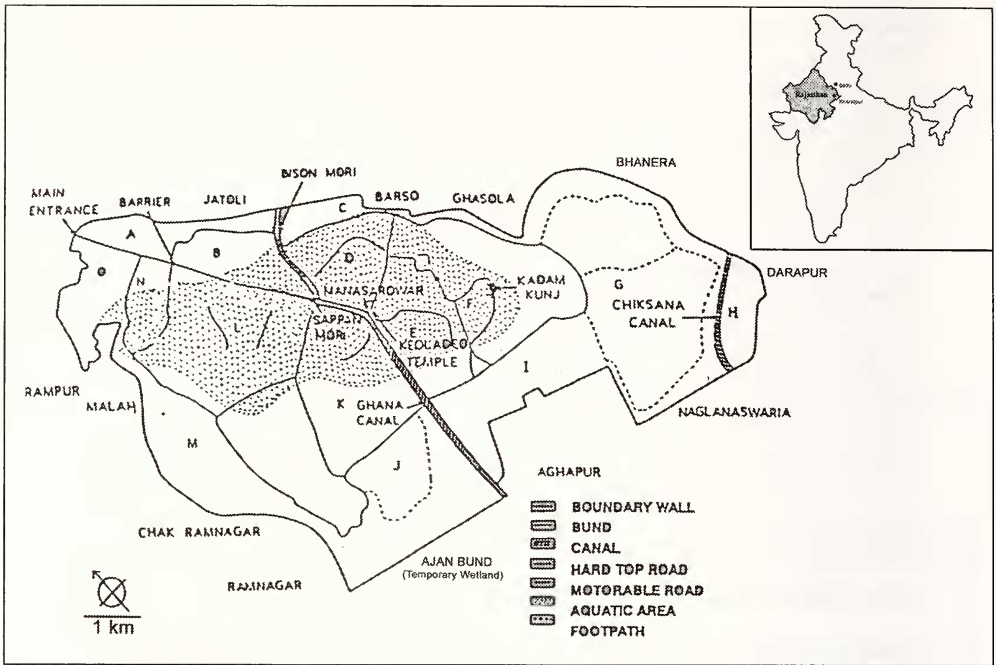 Rajasthan
BHANERA
BISON MORI
MAIN
ENTRANCE
BARRIER
JATOLI
C
BARSO
GHASOLA
A
B
D
O
N
MANASAROWAR
KADAM
KUNJ
F
G
CHIKSANA
CANAL
H
DARAPUR
L
SAPPAN
MORI
E
KEOLADEO
TEMPLE
I
RAMPUR
MALAH
K
GHANA
CANAL
NAGLANASWARIA
M
J
AGHAPUR
CHAK RAMNAGAR
RAMNAGAR
AJAN BUND
(Temporary Wetland)
BOUNDARY WALL
BUND
CANAL
HARD TOP ROAD
MOTORABLE ROAD
AQUATIC AREA
FOOTPATH
1 km